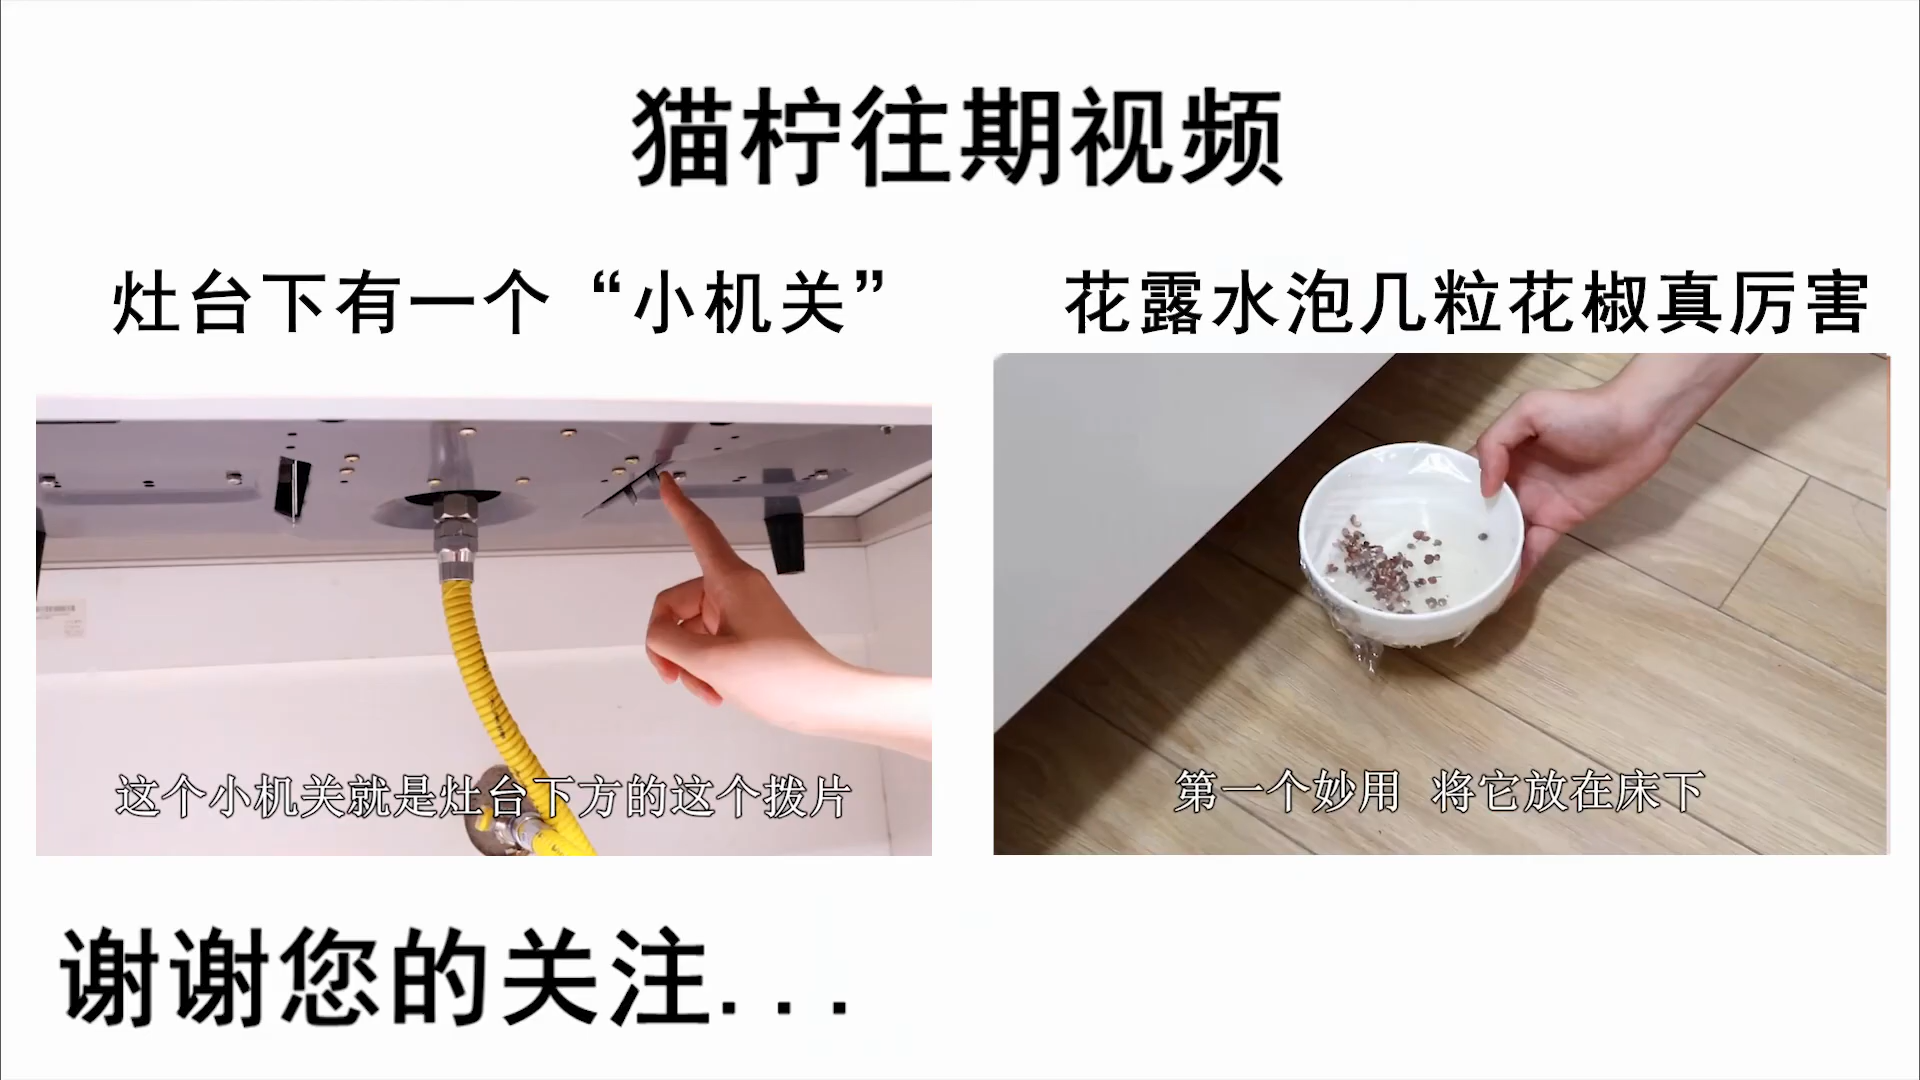 猫柠往期视频
灶台下有一个“小机关”
花露水泡几粒花椒真厉害
这个小机关就是灶台下方的这个拨片
第一个妙用 将它放在床下
谢谢您的关注...